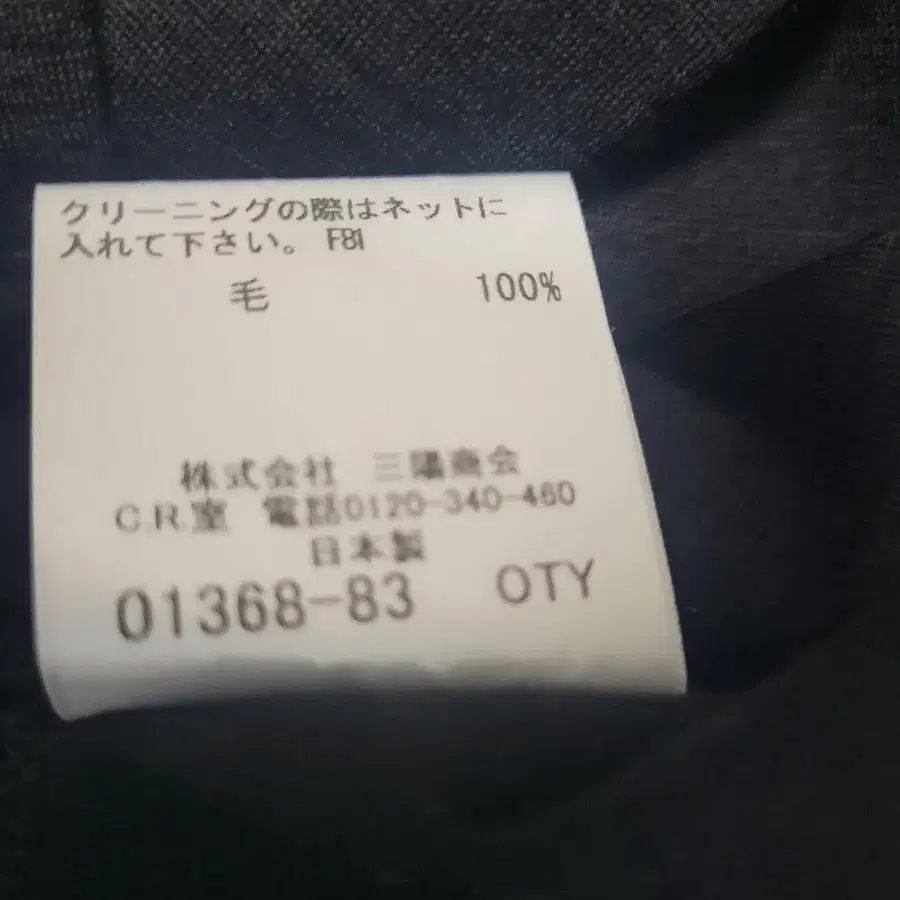 クリーニングの際はネットに
入れて下さい。 F81
毛 100%
株式会社 三陽商会
C.R.室 電話0120-340-460
日本製
01368-83 OTY